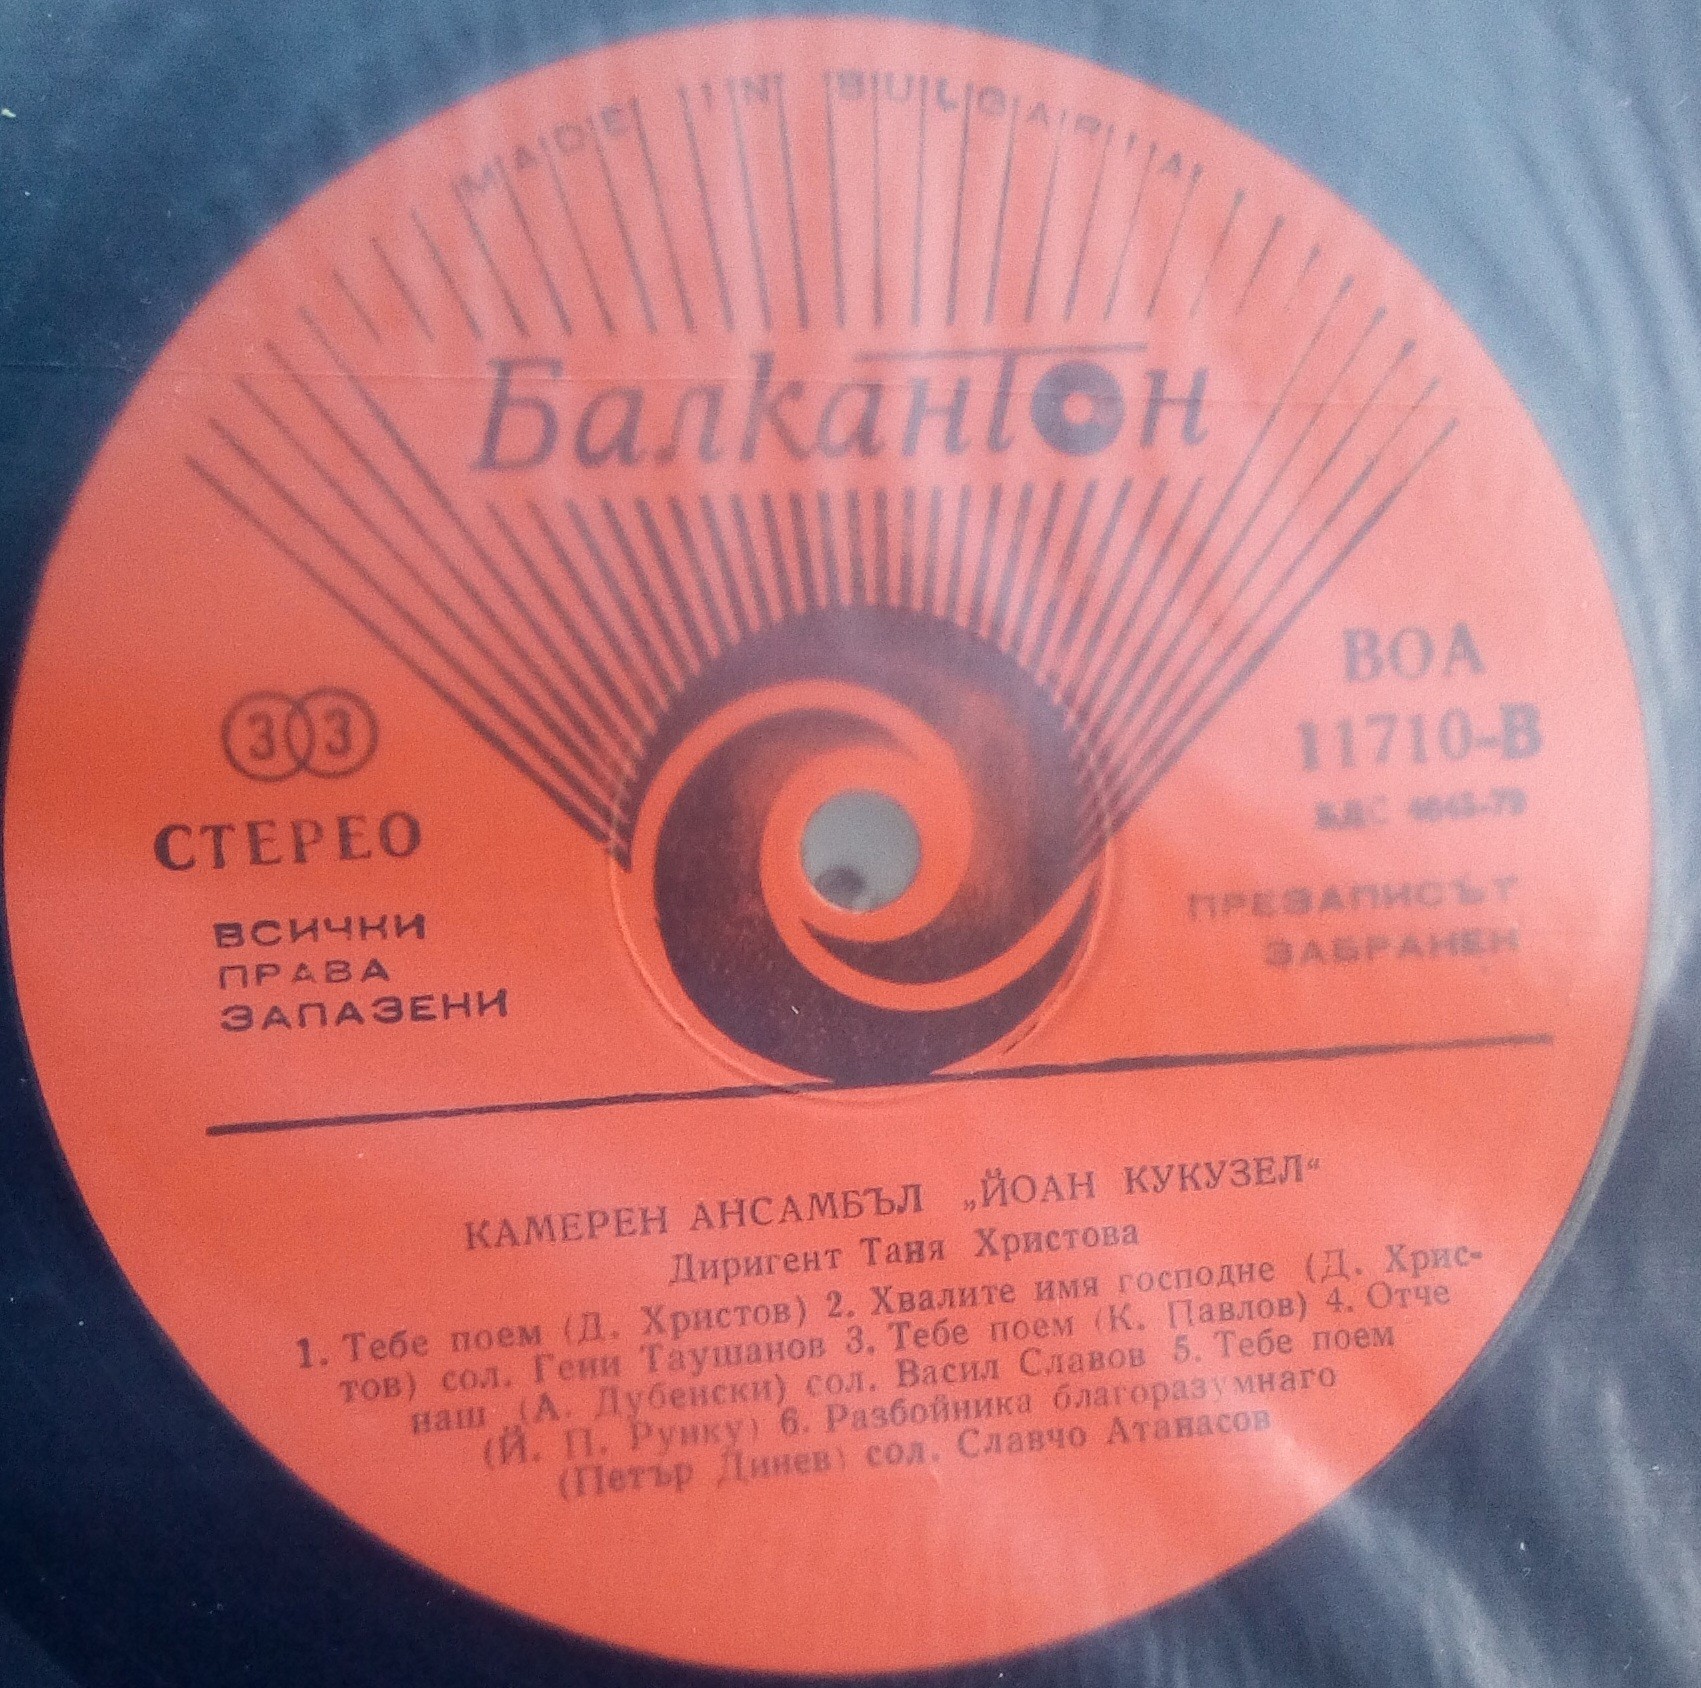 MADE IN BULGARIA
Балкантон
33
СТЕРЕО
ВСИЧКИ
ПРАВА
ЗАПАЗЕНИ
ВОА
11710-В
БДС
ПРЕЗАПИСЪТ
ЗАБРАНЕН
КАМЕРЕН АНСАМБЪЛ „ЙОАН КУКУЗЕЛ“
Диригент Таня Христова
1. Тебе поем (Д. Христов) 2. Хвалите имя господне (Д. Хрис-
тов) сол. Гени Таушанов 3. Тебе поем (К. Павлов) 4. Отче
наш (А. Дубенски) сол. Васил Славов 5. Тебе поем
(Й. П. Рунку) 6. Разбойника благоразумнаго
(Петър Динев) сол. Славчо Атанасов